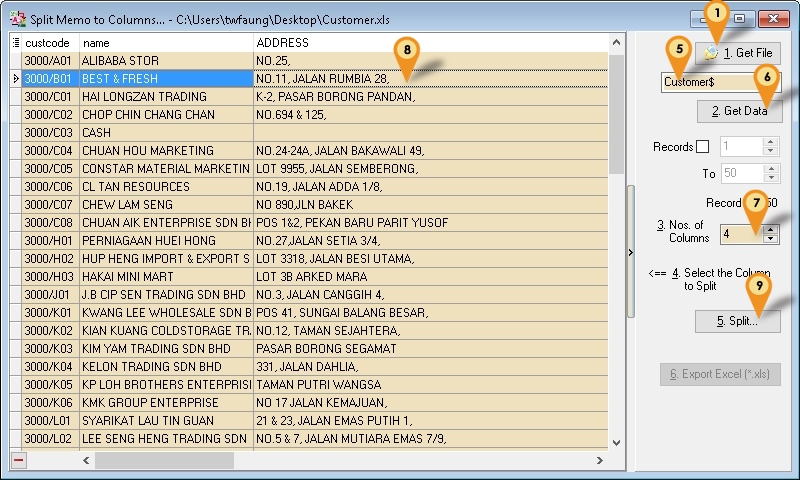 Split Memo to Columns... - C:\Users\twfaung\Desktop\Customer.xls
custcode name ADDRESS
3000/A01 ALIBABA STOR NO.25,
3000/B01 BEST & FRESH NO.11, JALAN RUMBIA 28,
3000/C01 HAI LONGZAN TRADING K-2, PASAR BORONG PANDAN,
3000/C02 CHOP CHIN CHANG CHAN NO.694 & 125,
3000/C03 CASH
3000/C04 CHUAN HOU MARKETING NO.24-24A, JALAN BAKAWALI 49,
3000/C05 CONSTAR MATERIAL MARKETIN LOT 9955, JALAN SEMBERONG,
3000/C06 CL TAN RESOURCES NO.19, JALAN ADDA 1/8,
3000/C07 CHEW LAM SENG NO 890,JLN BAKEK
3000/C08 CHUAN AIK ENTERPRISE SDN BH POS 1&2, PEKAN BARU PARIT YUSOF
3000/H01 PERNIAGAAN HUEI HONG NO.27,JALAN SETIA 3/4,
3000/H02 HUP HENG IMPORT & EXPORT S LOT 3318, JALAN BESI UTAMA,
3000/H03 HAKAI MINI MART LOT 3B ARKED MARA
3000/J01 J.B CIP SEN TRADING SDN BHD NO.3, JALAN CANGGIH 4,
3000/K01 KWANG LEE WHOLESALE SDN B POS 41, SUNGAI BALANG BESAR,
3000/K02 KIAN KUANG COLDSTORAGE TR. NO.12, TAMAN SEJAHTERA,
3000/K03 KIM YAM TRADING SDN BHD PASAR BORONG SEGAMAT
3000/K04 KELON TRADING SDN BHD 331, JALAN DAHLIA,
3000/K05 KP LOH BROTHERS ENTERPRISI TAMAN PUTRI WANGSA
3000/K06 KMK GROUP ENTERPRISE NO 17 JALAN KEMAJUAN,
3000/L01 SYARIKAT LAU TIN GUAN 21 & 23, JALAN EMAS PUTIH 1,
3000/L02 LEE SENG HENG TRADING SDN NO.5 & 7, JALAN MUTIARA EMAS 7/9,
8
1
1. Get File
5
Customer$
6
2. Get Data
Records 1
To 50
Record 50
7
3. Nos. of
Columns 4
<== 4. Select the Column
to Split
9
5. Split...
6. Export Excel (*.xls)